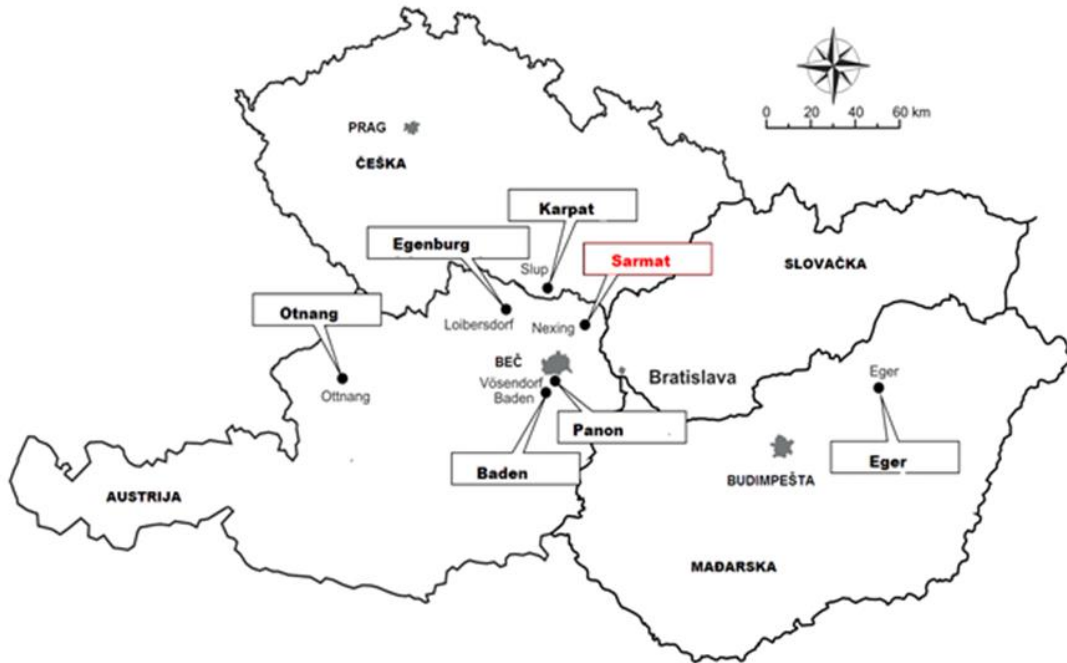 0 20 40 60 km
PRAG
ČEŠKA
Karpat
Egenburg
Sarmat
Slup
SLOVAČKA
Otnang
Loibersdorf
Nexing
BEČ
Bratislava
Eger
Vösendorf
Baden
Ottnang
Panon
Baden
Eger
BUDIMPEŠTA
AUSTRIJA
MAĐARSKA